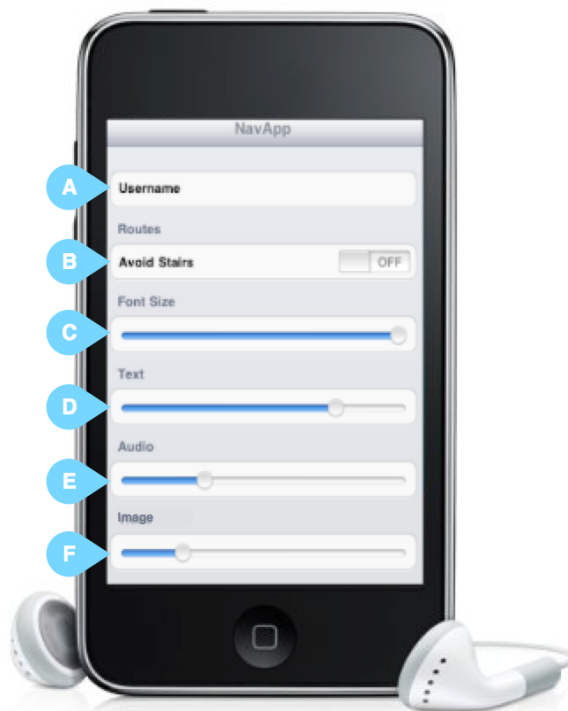 NavApp
A
Username
Routes
B
Avoid Stairs OFF
Font Size
C
Text
D
Audio
E
Image
F